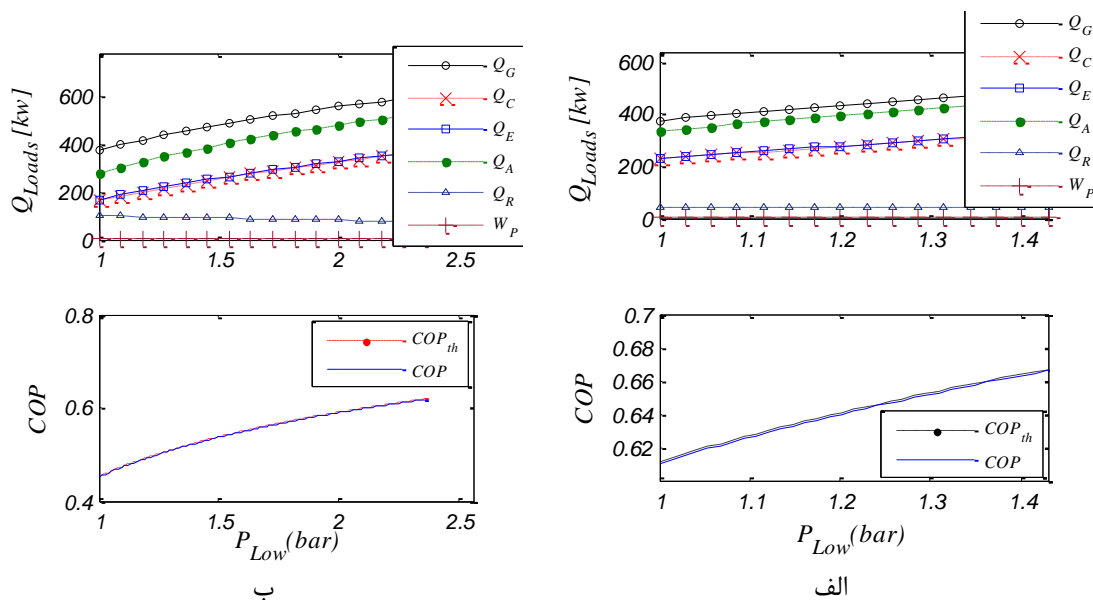 Q_Loads [kw]
600
400
200
0
1
1.5
2
2.5
Q_G
Q_C
Q_E
Q_A
Q_R
W_P
Q_Loads [kw]
600
400
200
0
1
1.1
1.2
1.3
1.4
Q_G
Q_C
Q_E
Q_A
Q_R
W_P
COP
0.8
0.6
0.4
1
1.5
2
2.5
COP_th
COP
P_Low(bar)
ب
COP
0.7
0.68
0.66
0.64
0.62
1
1.1
1.2
1.3
1.4
COP_th
COP
P_Low(bar)
الف